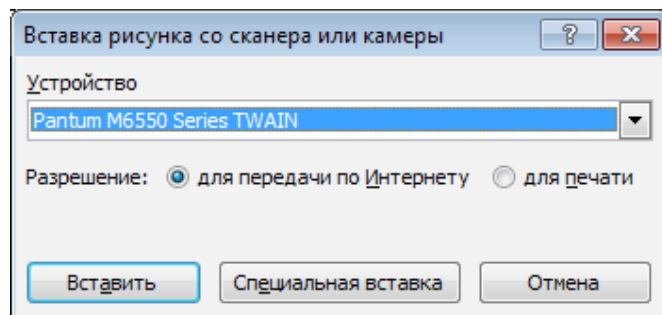 Вставка рисунка со сканера или камеры
Устройство
Pantum M6550 Series TWAIN
Разрешение: для передачи по Интернету для печати
Вставить Специальная вставка Отмена